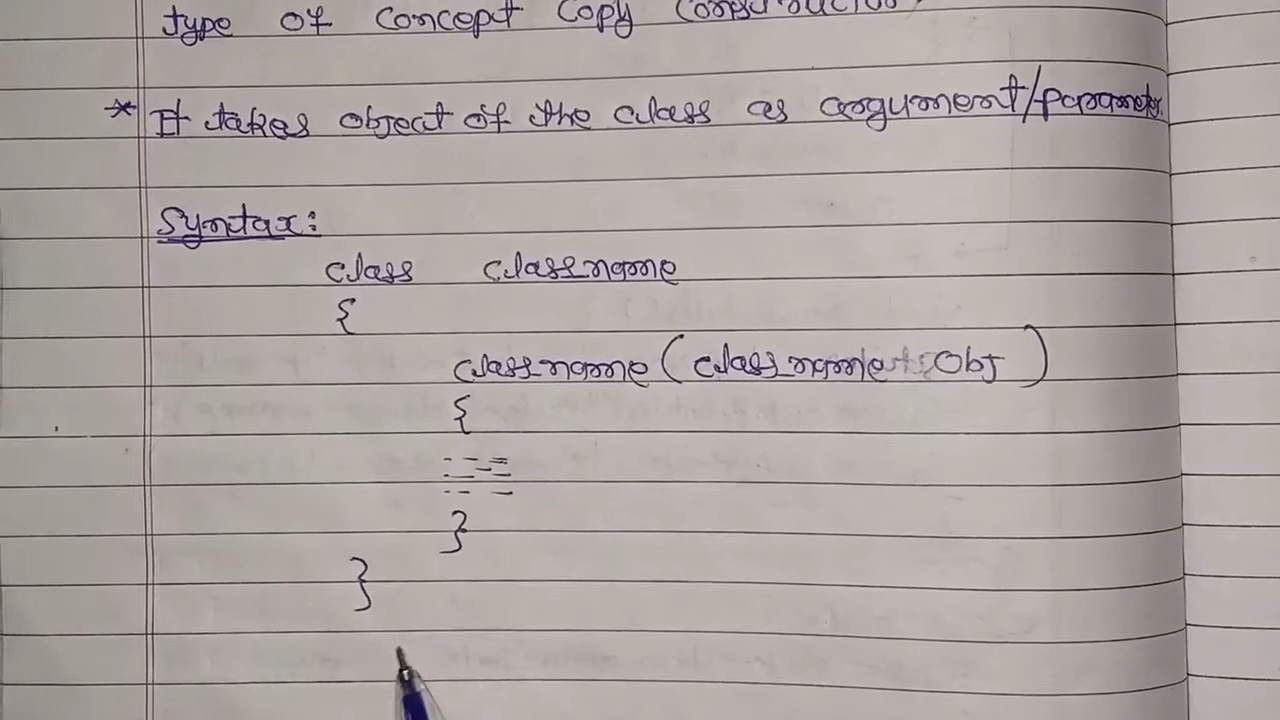 type of concept copy constructor
* It takes object of the class as argument/parameter.
Syntax:
class classname
{
classname (classname obj )
{
}
}